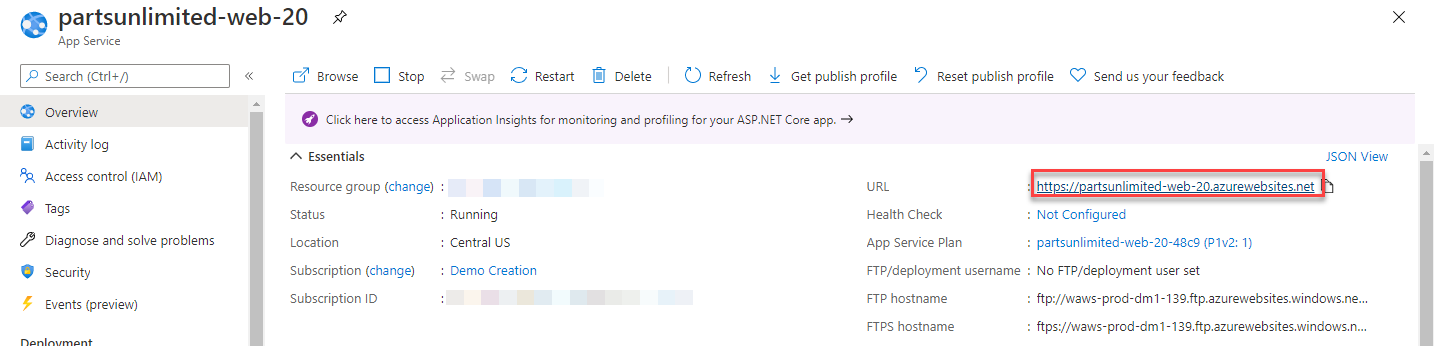 partsunlimited-web-20
App Service
Search (Ctrl+/)
Overview
Activity log
Access control (IAM)
Tags
Diagnose and solve problems
Security
Events (preview)
Deployment
Browse Stop Swap Restart Delete Refresh Get publish profile Reset publish profile Send us your feedback
Click here to access Application Insights for monitoring and profiling for your ASP.NET Core app. →
Essentials JSON View
Resource group (change) :
Status : Running
Location : Central US
Subscription (change) : Demo Creation
Subscription ID :
URL : https://partsunlimited-web-20.azurewebsites.net
Health Check : Not Configured
App Service Plan : partsunlimited-web-20-48c9 (P1v2: 1)
FTP/deployment username : No FTP/deployment user set
FTP hostname : ftp://waws-prod-dm1-139.ftp.azurewebsites.windows.ne...
FTPS hostname : ftps://waws-prod-dm1-139.ftp.azurewebsites.windows.n...